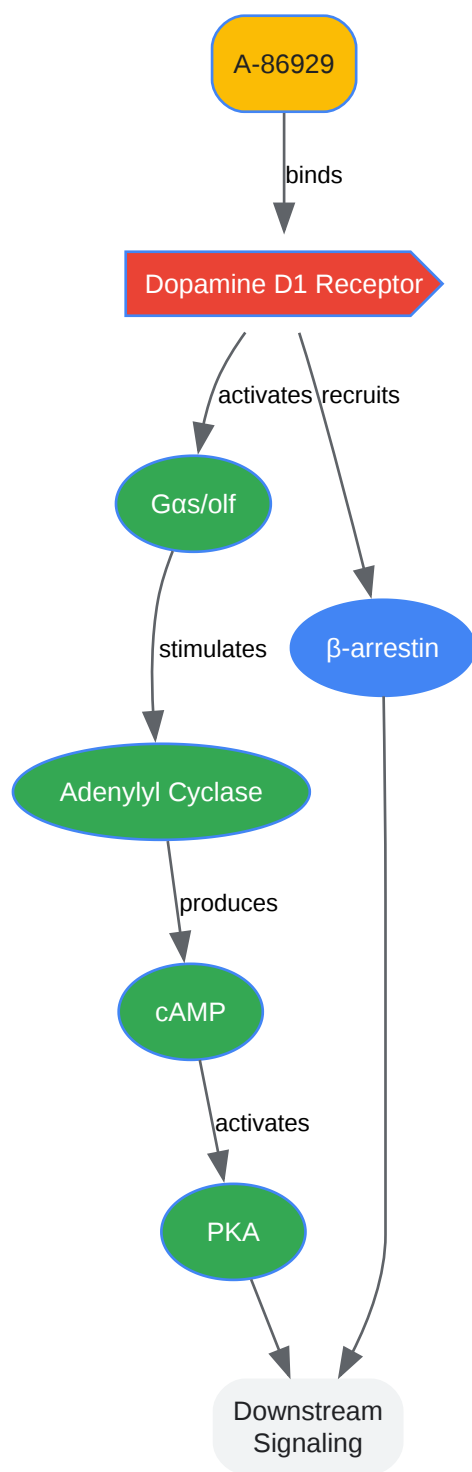 A-86929
binds
Dopamine D1 Receptor
activates
recruits
Gαs/olf
stimulates
β-arrestin
Adenylyl Cyclase
produces
cAMP
activates
PKA
Downstream
Signaling